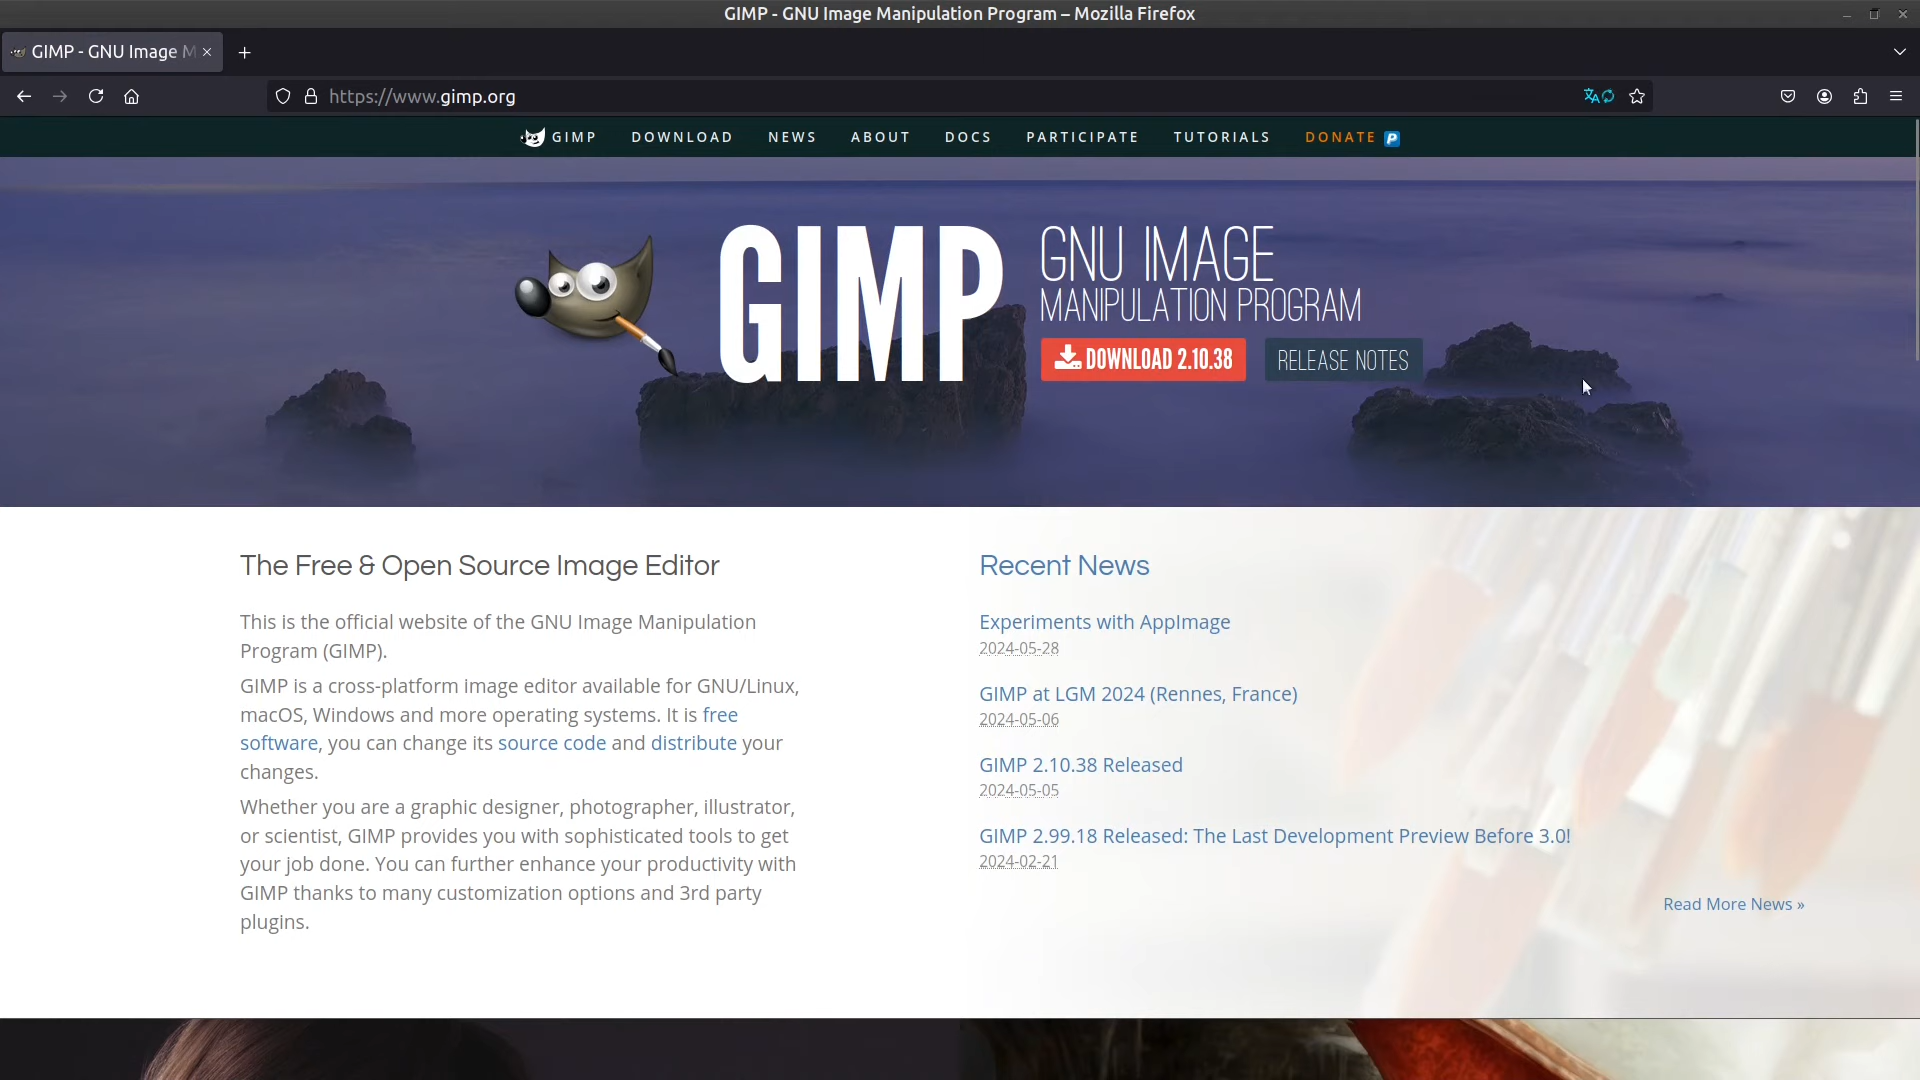 GIMP - GNU Image Manipulation Program – Mozilla Firefox
GIMP - GNU Image M
https://www.gimp.org
GIMP DOWNLOAD NEWS ABOUT DOCS PARTICIPATE TUTORIALS DONATE
GIMP
GNU IMAGE
MANIPULATION PROGRAM
DOWNLOAD 2.10.38 RELEASE NOTES
The Free & Open Source Image Editor
This is the official website of the GNU Image Manipulation
Program (GIMP).
GIMP is a cross-platform image editor available for GNU/Linux,
macOS, Windows and more operating systems. It is free
software, you can change its source code and distribute your
changes.
Whether you are a graphic designer, photographer, illustrator,
or scientist, GIMP provides you with sophisticated tools to get
your job done. You can further enhance your productivity with
GIMP thanks to many customization options and 3rd party
plugins.
Recent News
Experiments with AppImage
2024-05-28
GIMP at LGM 2024 (Rennes, France)
2024-05-06
GIMP 2.10.38 Released
2024-05-05
GIMP 2.99.18 Released: The Last Development Preview Before 3.0!
2024-02-21
Read More News »